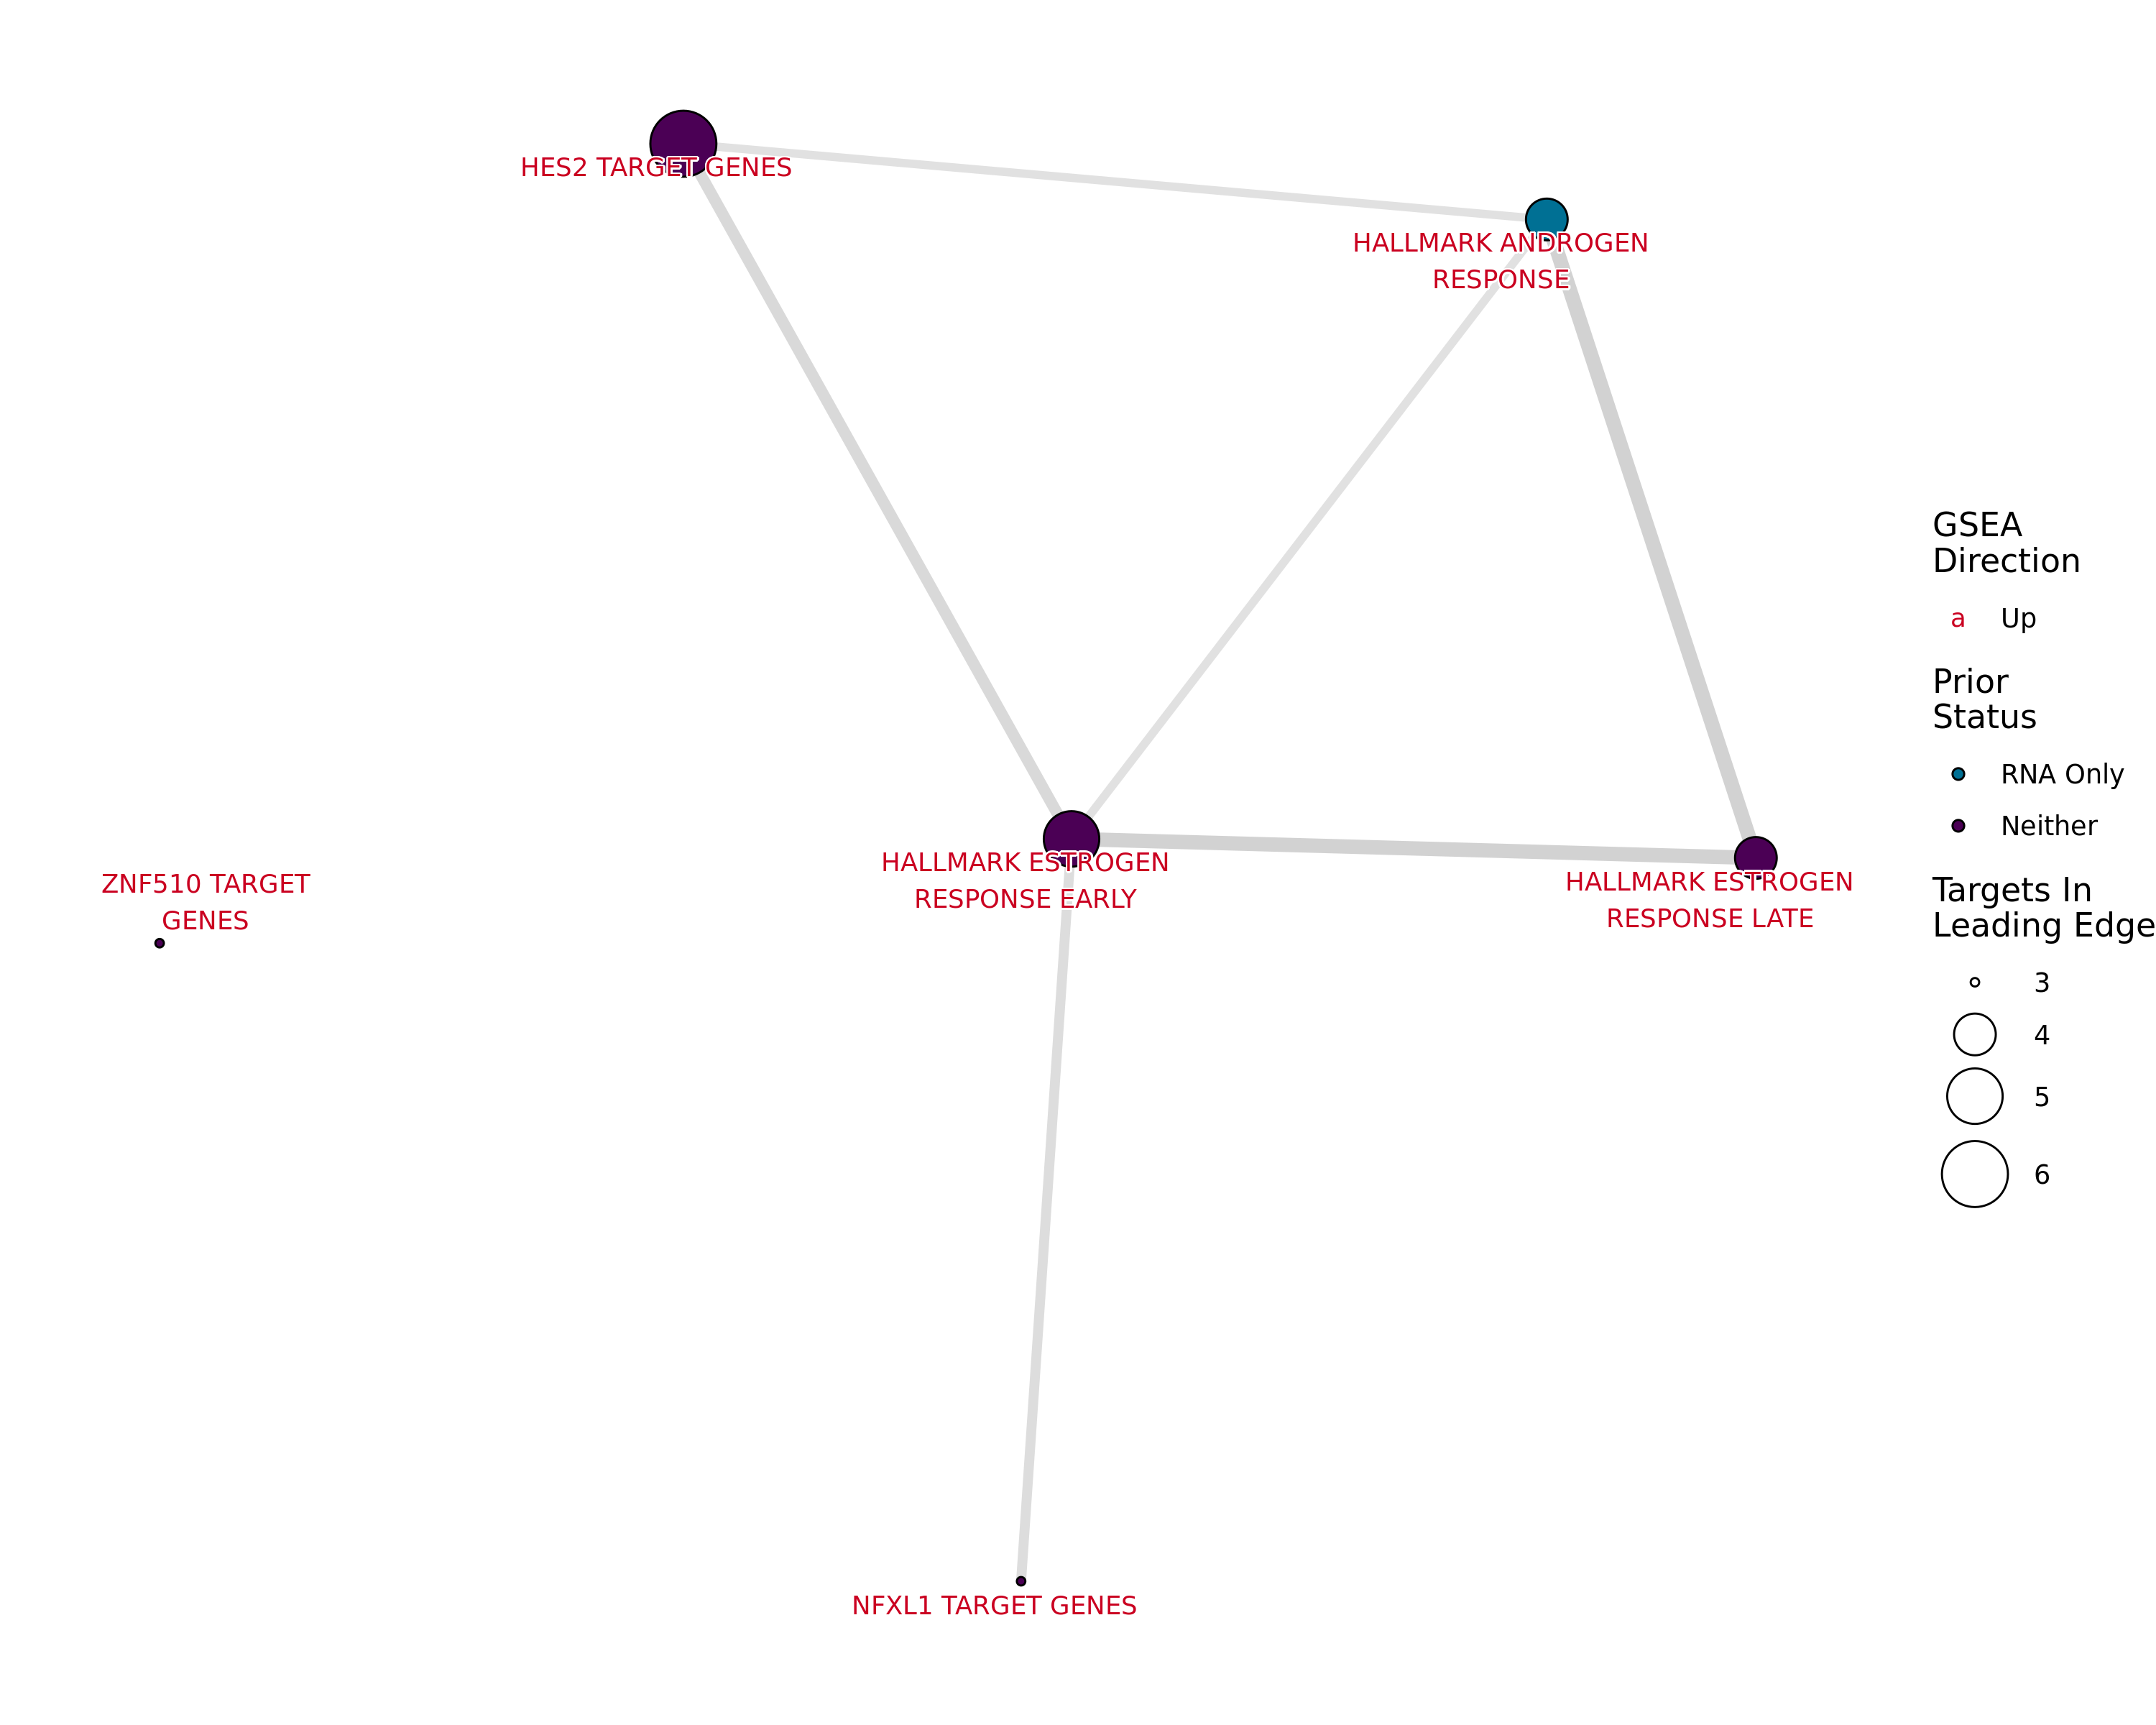 HES2 TARGET GENES
HALLMARK ANDROGEN
RESPONSE
HALLMARK ESTROGEN
RESPONSE EARLY
HALLMARK ESTROGEN
RESPONSE LATE
ZNF510 TARGET
GENES
NFXL1 TARGET GENES
GSEA
Direction
a Up
Prior
Status
RNA Only
Neither
Targets In
Leading Edge
3
4
5
6